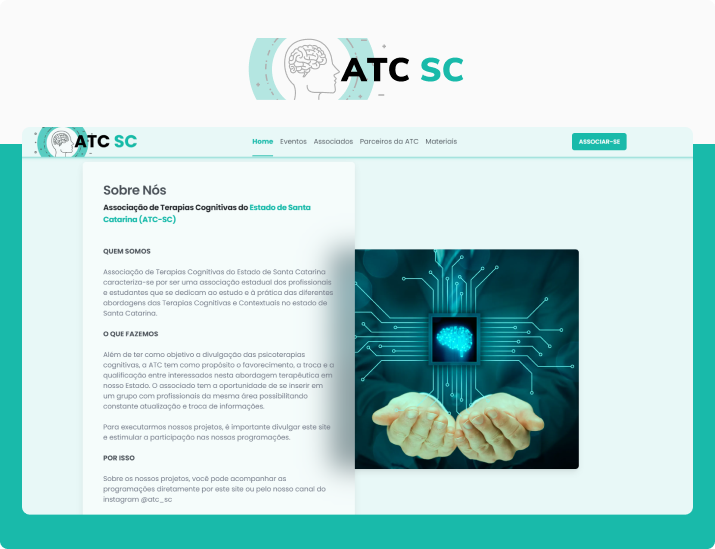 ATC SC
ATC SC
Home Eventos Associados Parceiros da ATC Materiais
ASSOCIAR-SE
Sobre Nós
Associação de Terapias Cognitivas do Estado de Santa
Catarina (ATC-SC)
QUEM SOMOS
Associação de Terapias Cognitivas do Estado de Santa Catarina
caracteriza-se por ser uma associação estadual dos profissionais
e estudantes que se dedicam ao estudo e à prática das diferentes
abordagens das Terapias Cognitivas e Contextuais no estado de
Santa Catarina.
O QUE FAZEMOS
Além de ter como objetivo a divulgação das psicoterapias
cognitivas, a ATC tem como propósito o favorecimento, a troca e a
qualificação entre interessados nesta abordagem terapêutica em
nosso Estado. O associado tem a oportunidade de se inserir em
um grupo com profissionais da mesma área possibilitando
constante atualização e troca de informações.
Para executarmos nossos projetos, é importante divulgar este site
e estimular a participação nas nossas programações.
POR ISSO
Sobre os nossos projetos, você pode acompanhar as
programações diretamente por este site ou pelo nosso canal do
instagram @atc_sc